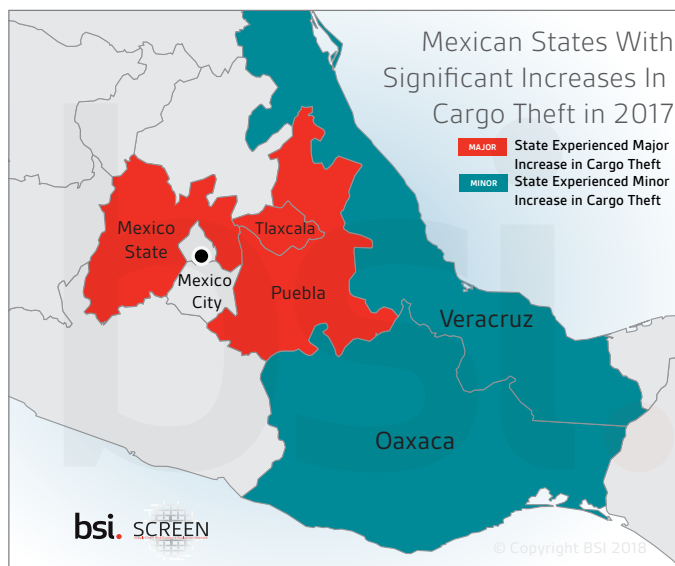 Mexican States With
Significant Increases In
Cargo Theft in 2017
MAJOR State Experienced Major
Increase in Cargo Theft
MINOR State Experienced Minor
Increase in Cargo Theft
Mexico
State
Tlaxcala
Mexico
City
Puebla
Veracruz
Oaxaca
bsi. SCREEN
© Copyright BSI 2018
bsi.